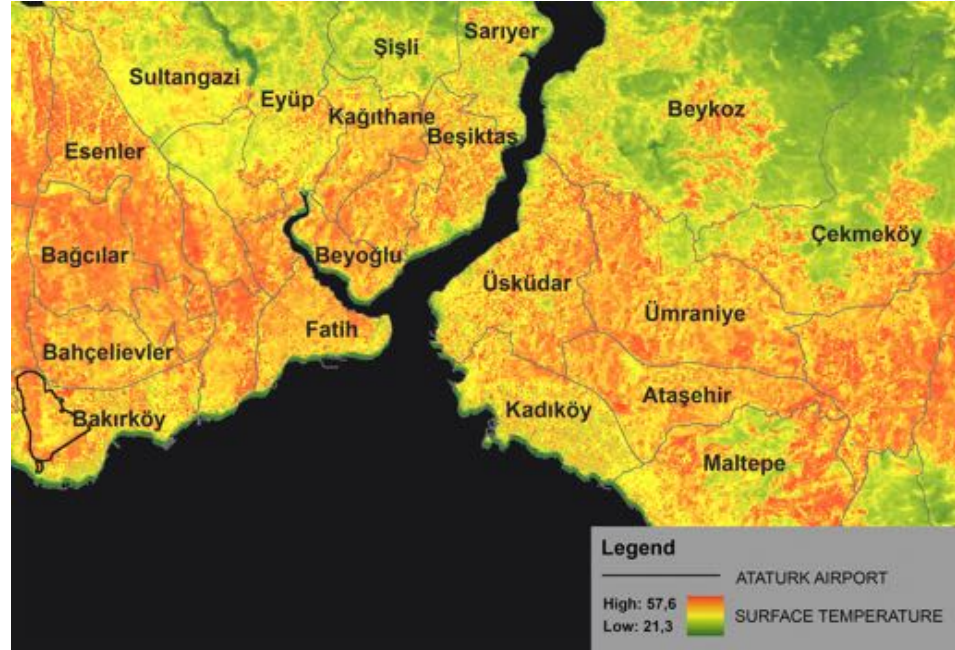 Sarıyer
Şişli
Sultangazi
Eyüp
Kağıthane
Beykoz
Beşiktaş
Esenler
Çekmeköy
Bağcılar
Beyoğlu
Üsküdar
Ümraniye
Fatih
Bahçelievler
Ataşehir
Bakırköy
Kadıköy
Maltepe
Legend
ATATURK AIRPORT
High: 57,6
Low: 21,3
SURFACE TEMPERATURE